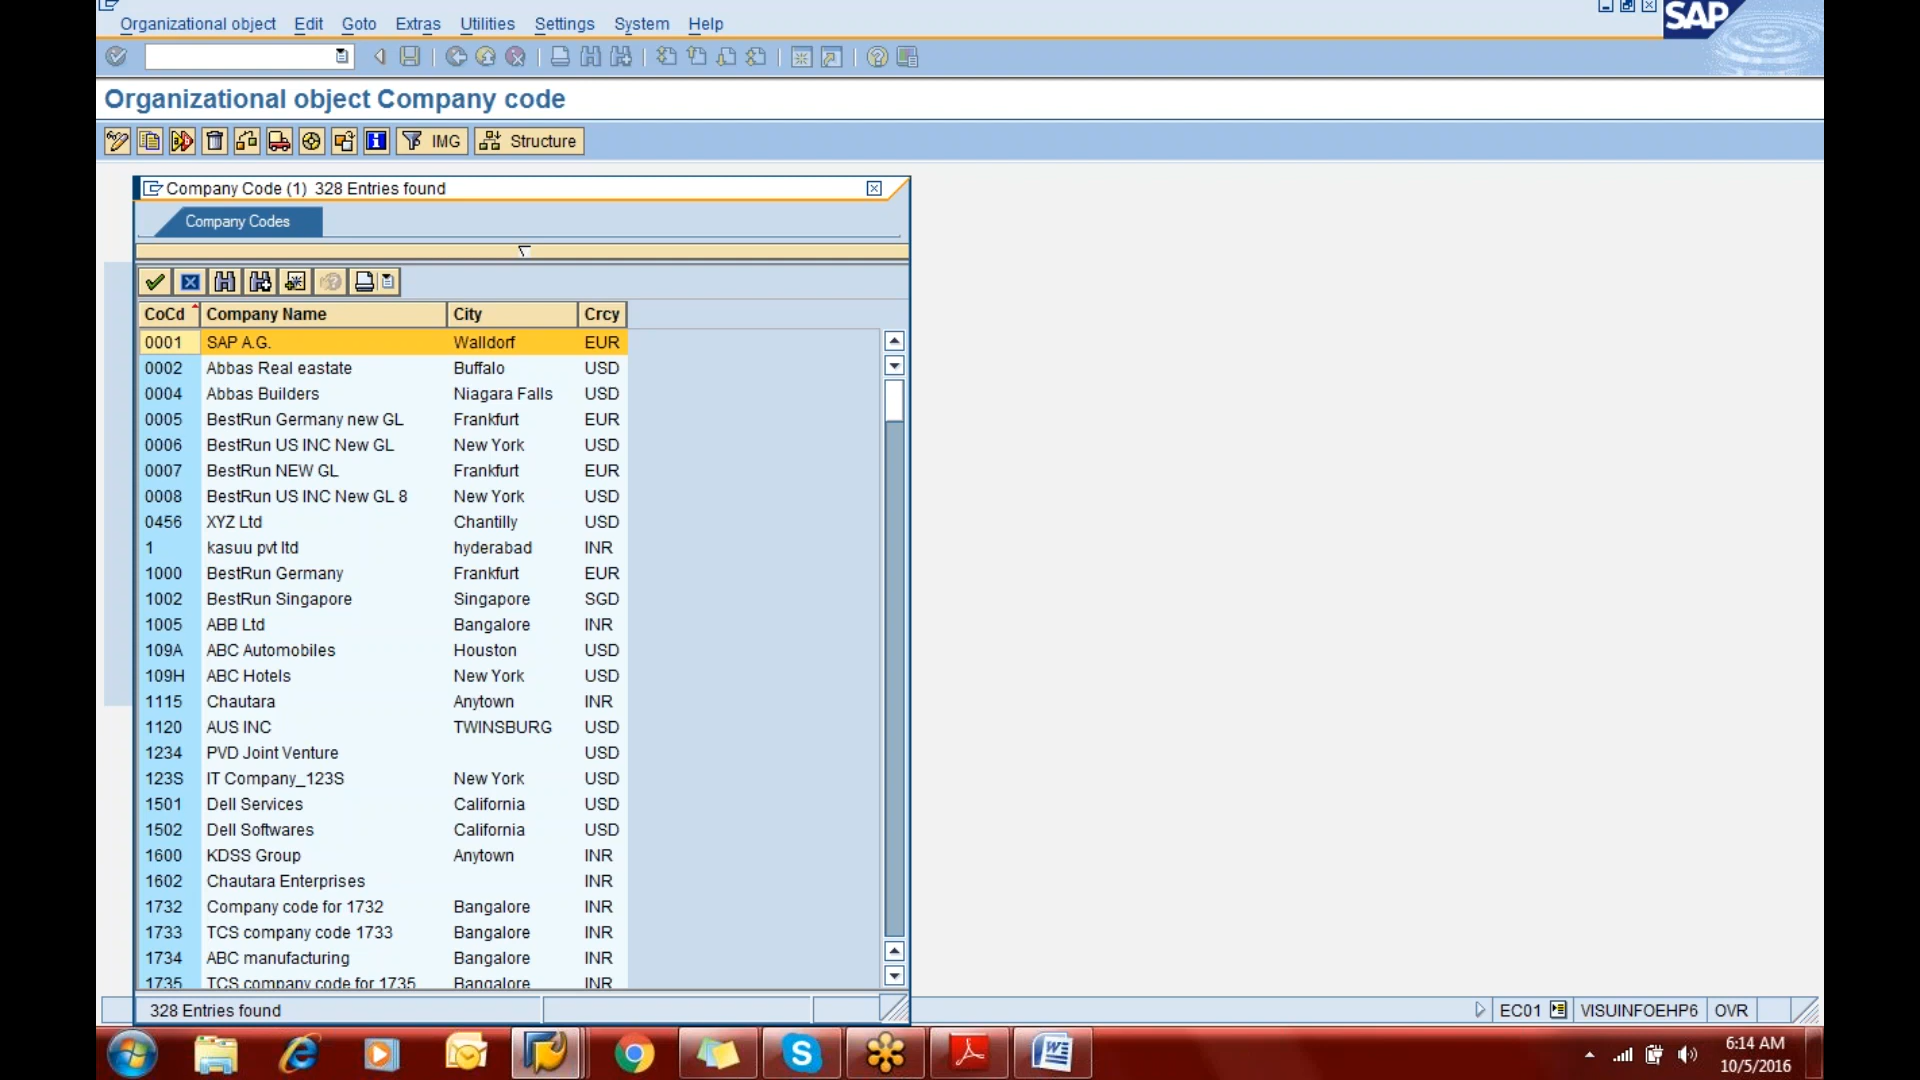 Organizational object Edit Goto Extras Utilities Settings System Help
SAP
Organizational object Company code
IMG Structure
Company Code (1) 328 Entries found
Company Codes
CoCd Company Name City Crcy
0001 SAP A.G. Walldorf EUR
0002 Abbas Real eastate Buffalo USD
0004 Abbas Builders Niagara Falls USD
0005 BestRun Germany new GL Frankfurt EUR
0006 BestRun US INC New GL New York USD
0007 BestRun NEW GL Frankfurt EUR
0008 BestRun US INC New GL 8 New York USD
0456 XYZ Ltd Chantilly USD
1 kasuu pvt ltd hyderabad INR
1000 BestRun Germany Frankfurt EUR
1002 BestRun Singapore Singapore SGD
1005 ABB Ltd Bangalore INR
109A ABC Automobiles Houston USD
109H ABC Hotels New York USD
1115 Chautara Anytown INR
1120 AUS INC TWINSBURG USD
1234 PVD Joint Venture USD
123S IT Company_123S New York USD
1501 Dell Services California USD
1502 Dell Softwares California USD
1600 KDSS Group Anytown INR
1602 Chautara Enterprises INR
1732 Company code for 1732 Bangalore INR
1733 TCS company code 1733 Bangalore INR
1734 ABC manufacturing Bangalore INR
1735 TCS company code for 1735 Bangalore INR
328 Entries found
EC01 VISUINFOEHP6 OVR
6:14 AM
10/5/2016